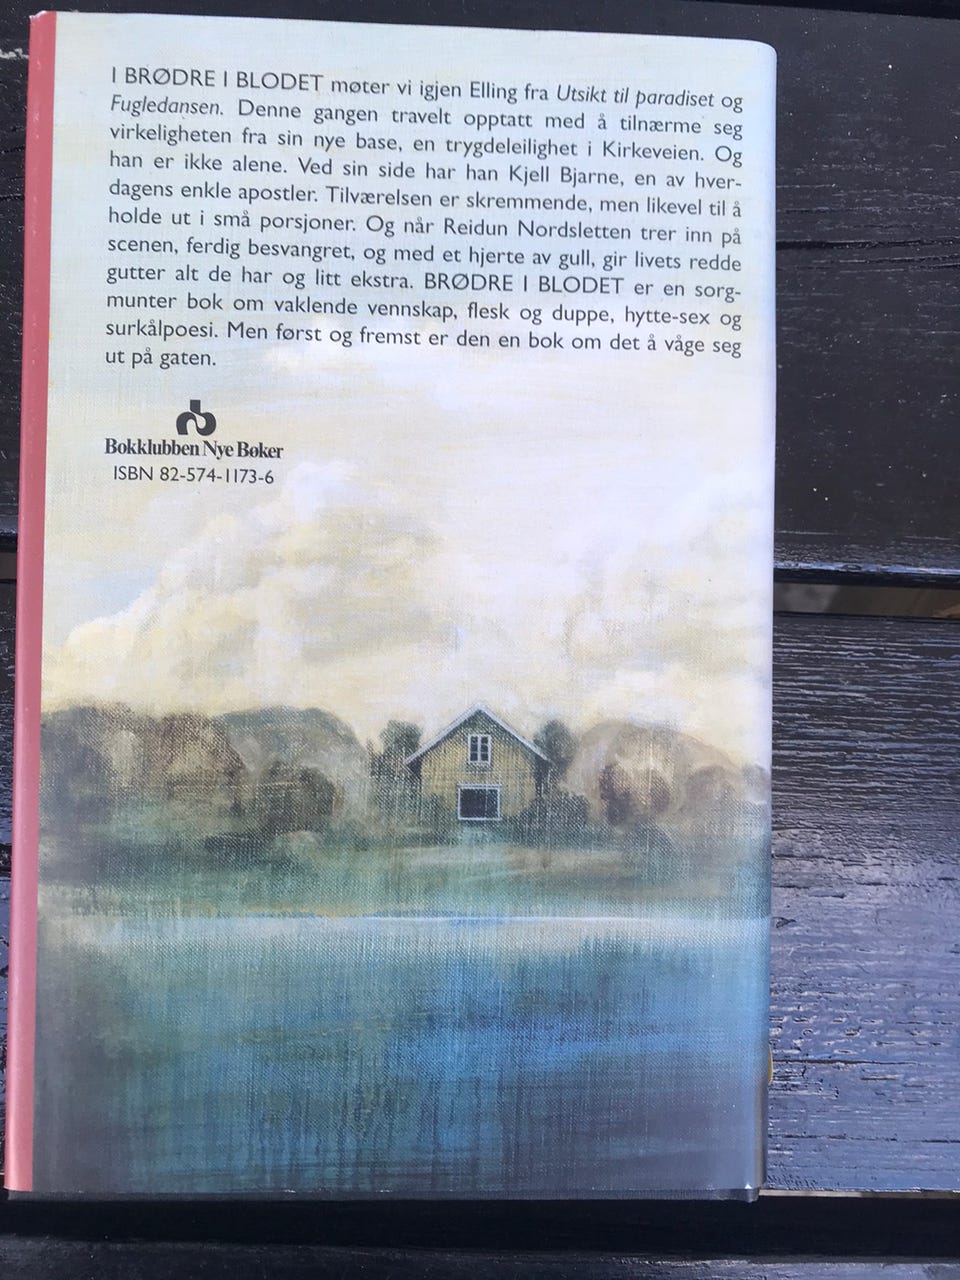 I BRØDRE I BLODET møter vi igjen Elling fra Utsikt til paradiset og
Fugledansen. Denne gangen travelt opptatt med å tilnærme seg
virkeligheten fra sin nye base, en trygdeleilighet i Kirkeveien. Og
han er ikke alene. Ved sin side har han Kjell Bjarne, en av hver-
dagens enkle apostler. Tilværelsen er skremmende, men likevel til å
holde ut i små porsjoner. Og når Reidun Nordsletten trer inn på
scenen, ferdig besvangret, og med et hjerte av gull, gir livets redde
gutter alt de har og litt ekstra. BRØDRE I BLODET er en sorg-
munter bok om vaklende vennskap, flesk og duppe, hytte-sex og
surkålpoesi. Men først og fremst er den en bok om det å våge seg
ut på gaten.
Bokklubben Nye Bøker
ISBN 82-574-1173-6